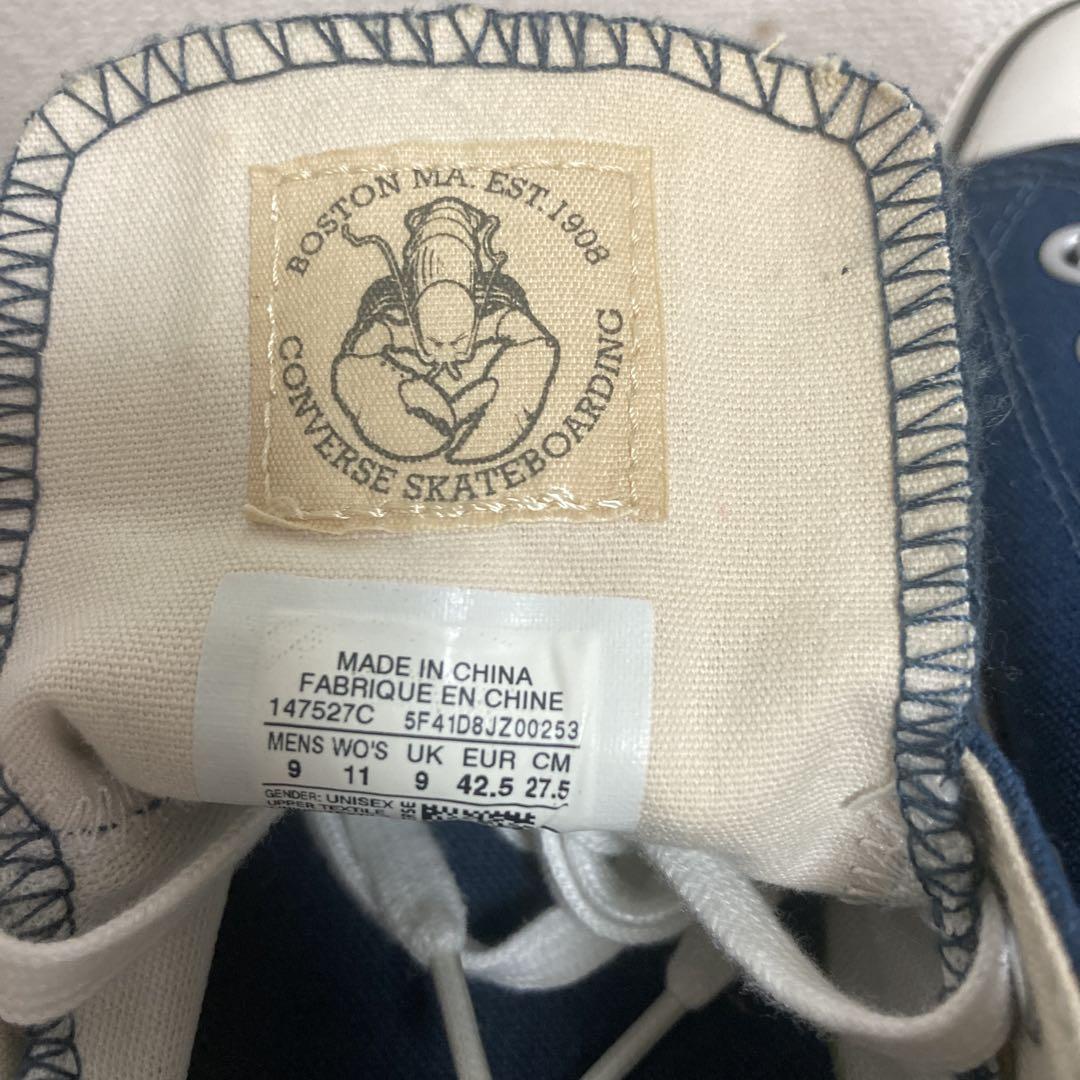 BOSTON MA. EST.1908
CONVERSE SKATEBOARDING
MADE IN CHINA
FABRIQUE EN CHINE
147527C 5F41D8JZ00253
MENS WO'S UK EUR CM
9 11 9 42.5 27.5
GENDER: UNISEX
UPPER TEXTILE